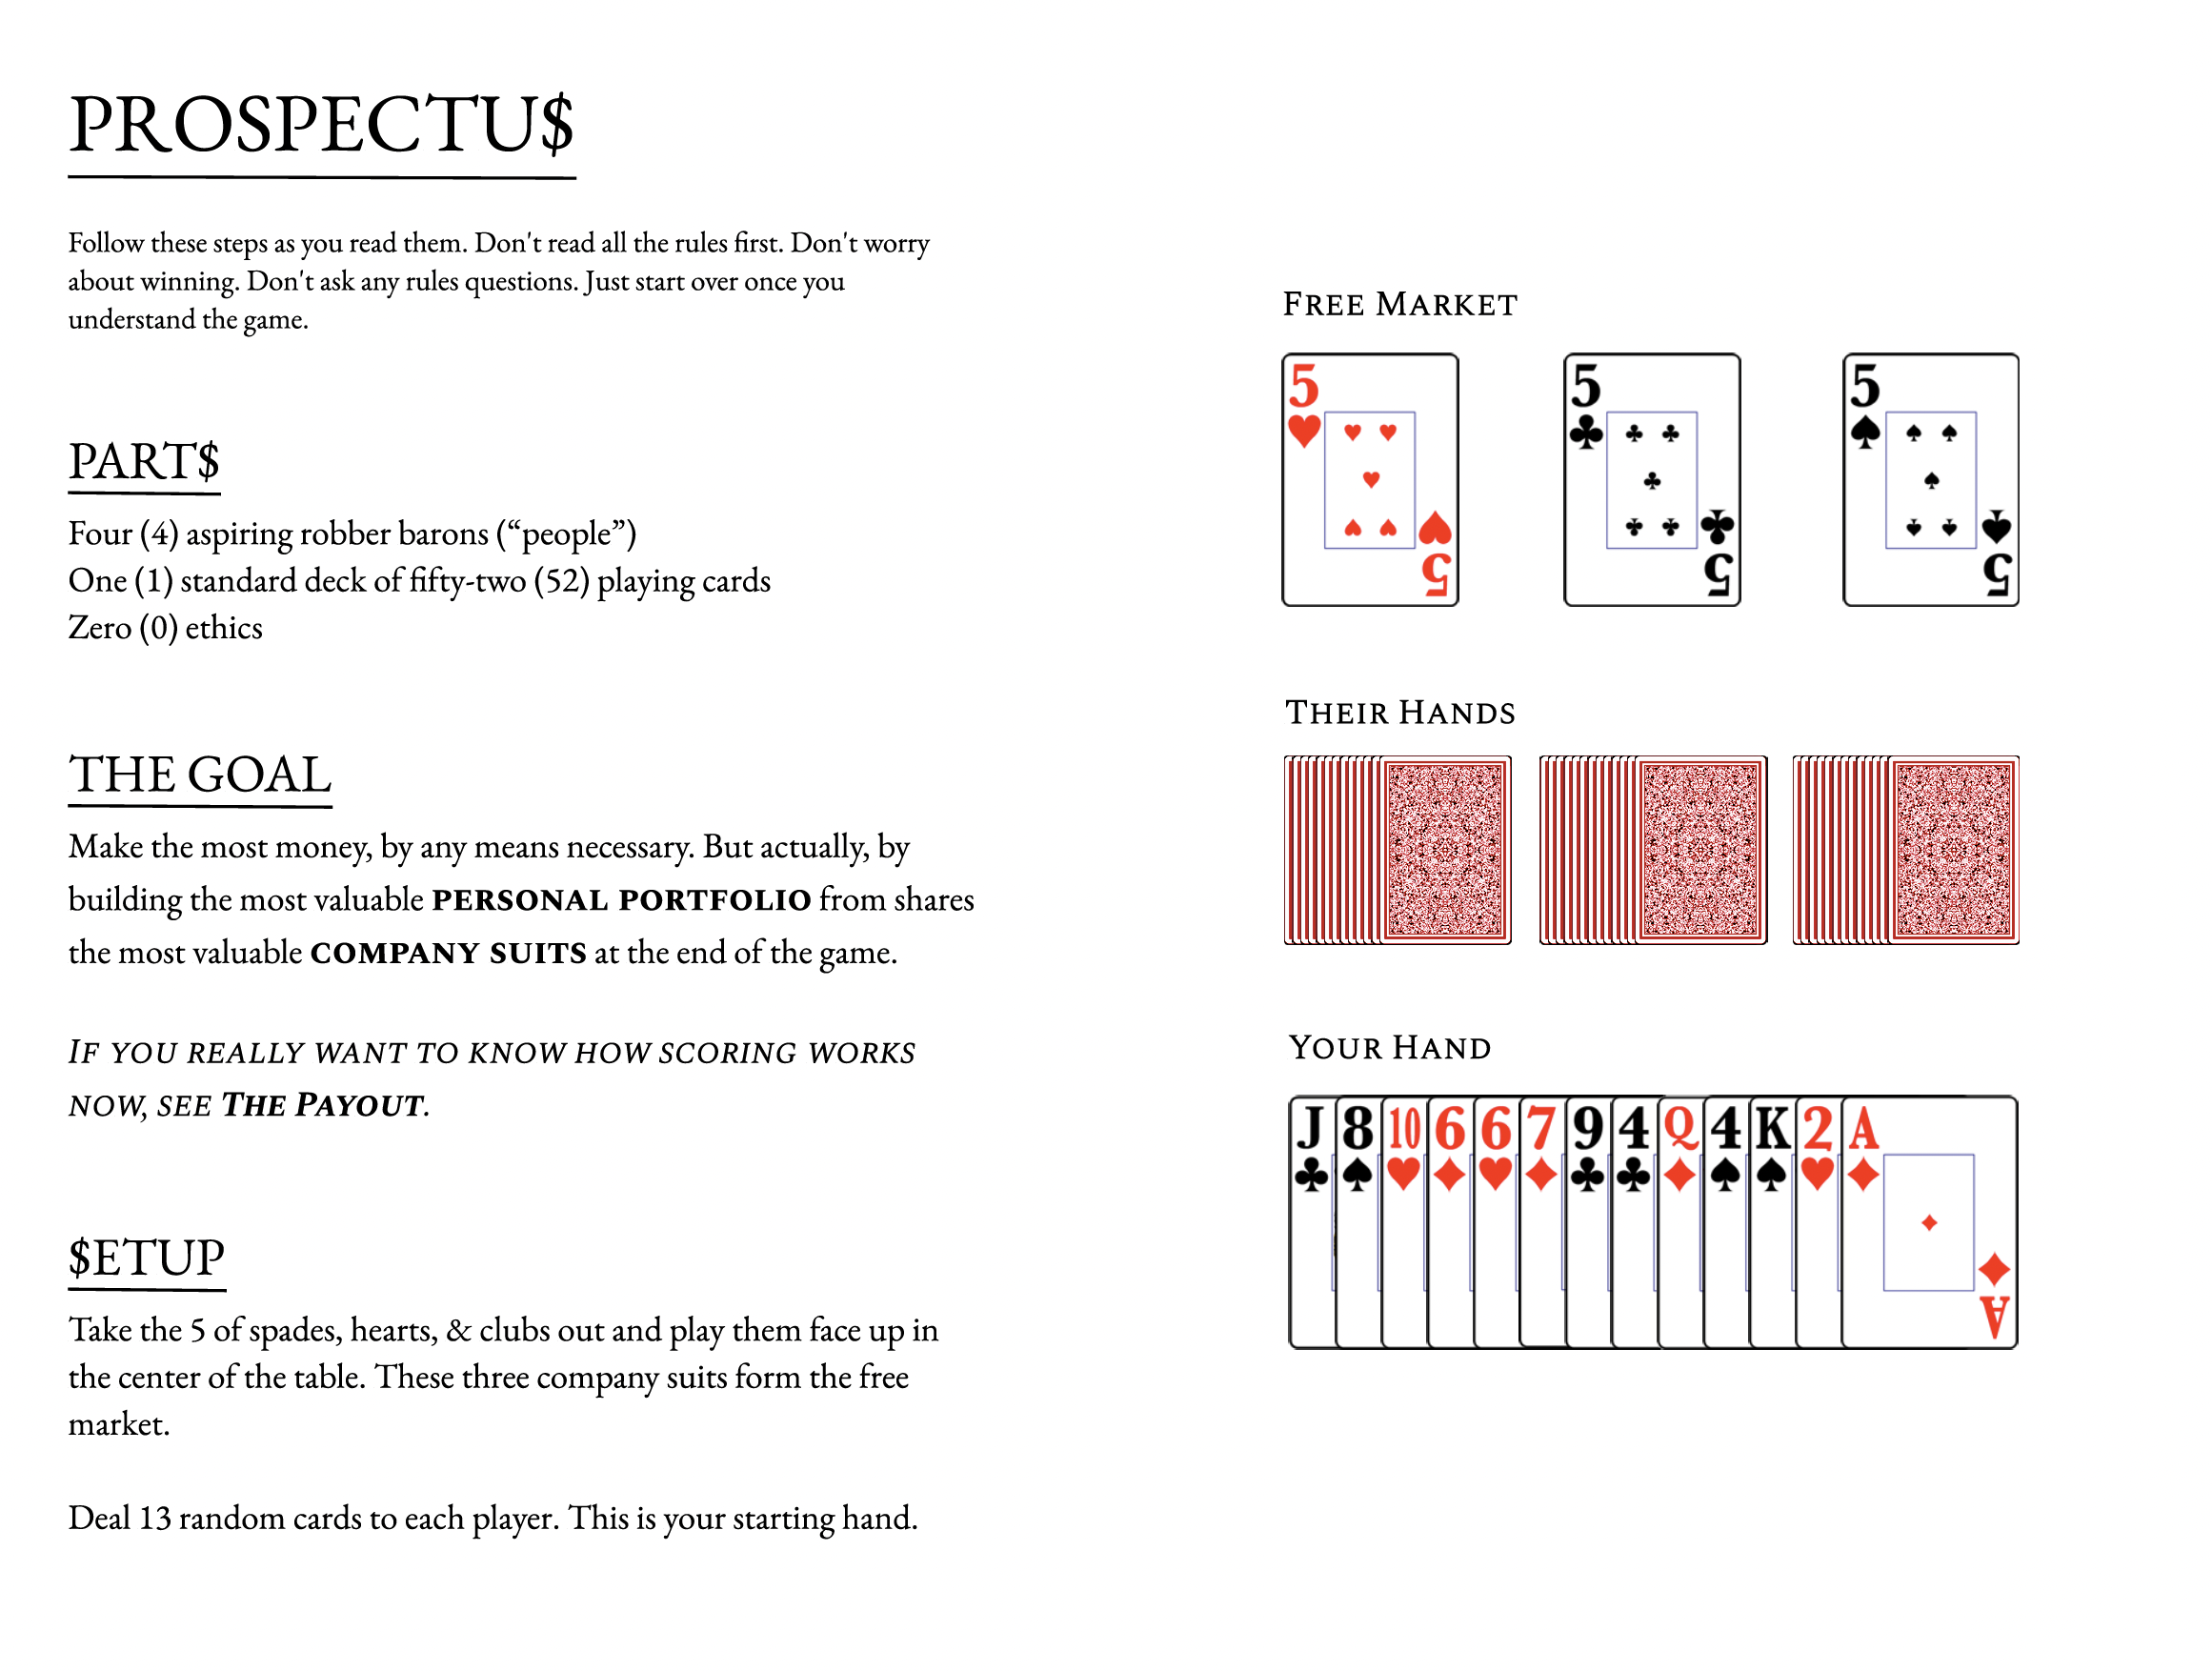 PROSPECTU$
Follow these steps as you read them. Don't read all the rules first. Don't worry
about winning. Don't ask any rules questions. Just start over once you
understand the game.
PART$
Four (4) aspiring robber barons (“people”)
One (1) standard deck of fifty-two (52) playing cards
Zero (0) ethics
THE GOAL
Make the most money, by any means necessary. But actually, by
building the most valuable PERSONAL PORTFOLIO from shares
the most valuable COMPANY SUITS at the end of the game.
IF YOU REALLY WANT TO KNOW HOW SCORING WORKS
NOW, SEE THE PAYOUT.
$ETUP
Take the 5 of spades, hearts, & clubs out and play them face up in
the center of the table. These three company suits form the free
market.
Deal 13 random cards to each player. This is your starting hand.
FREE MARKET
5♥ 5♣ 5♠
5♥ 5♣ 5♠
THEIR HANDS
YOUR HAND
J♣ 8♠ 10♥ 6♦ 6♥ 7♦ 9♣ 4♣ Q♦ 4♠ K♠ 2♥ A♦
A♦